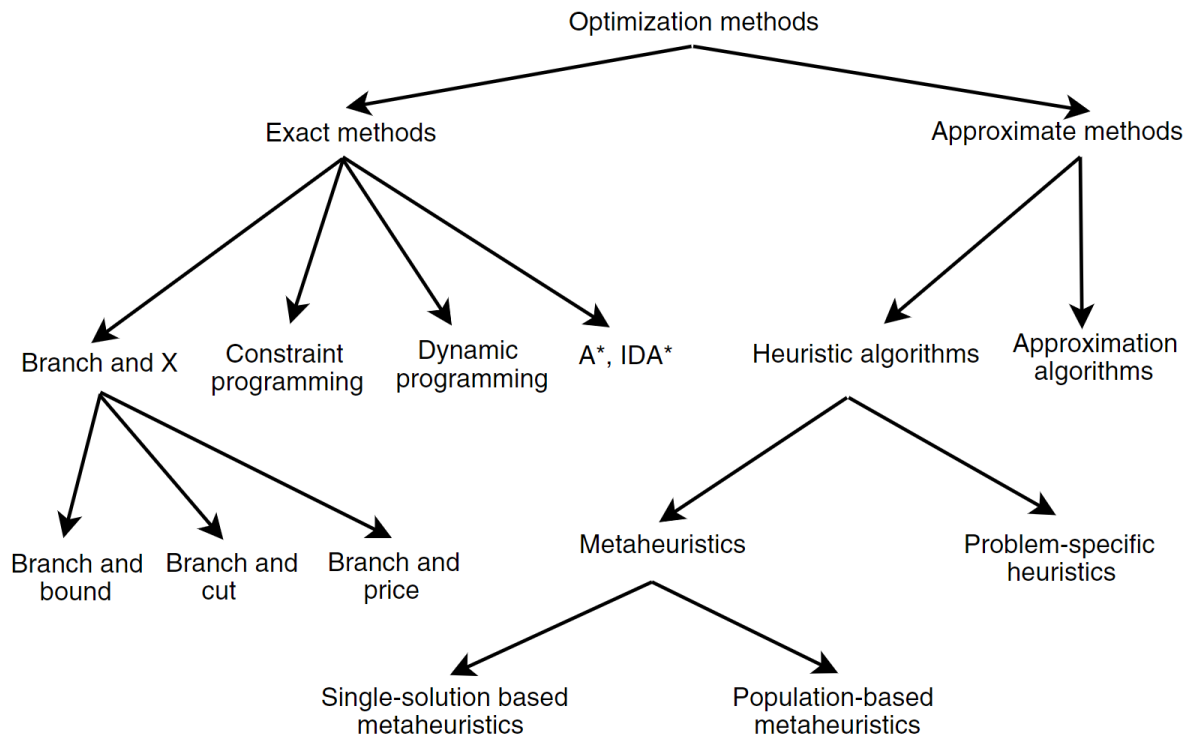 Optimization methods
Exact methods
Approximate methods
Branch and X
Constraint
programming
Dynamic
programming
A*, IDA*
Heuristic algorithms
Approximation
algorithms
Branch and
bound
Branch and
cut
Branch and
price
Metaheuristics
Problem-specific
heuristics
Single-solution based
metaheuristics
Population-based
metaheuristics